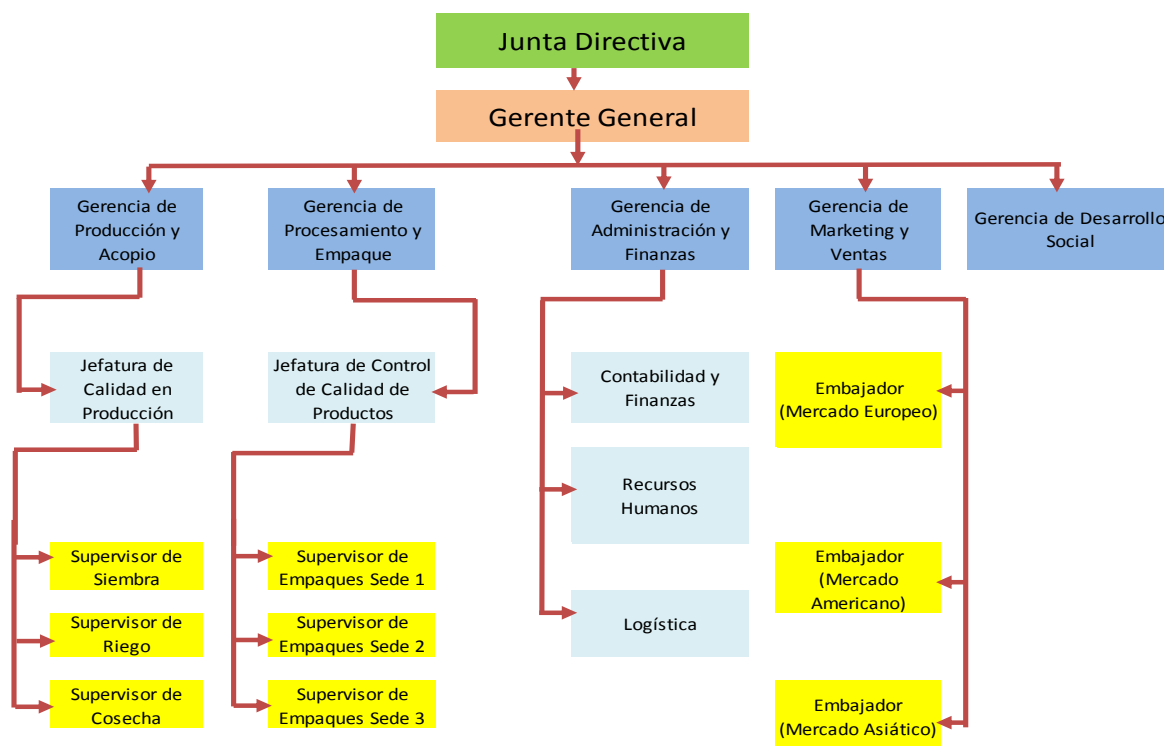 Junta Directiva
Gerente General
Gerencia de
Producción y
Acopio
Gerencia de
Procesamiento y
Empaque
Gerencia de
Administración y
Finanzas
Gerencia de
Marketing y
Ventas
Gerencia de Desarrollo
Social
Jefatura de
Calidad en
Producción
Jefatura de Control
de Calidad de
Productos
Contabilidad y
Finanzas
Embajador
(Mercado Europeo)
Recursos
Humanos
Supervisor de
Siembra
Supervisor de
Empaques Sede 1
Embajador
(Mercado
Americano)
Supervisor de
Riego
Supervisor de
Empaques Sede 2
Logística
Supervisor de
Cosecha
Supervisor de
Empaques Sede 3
Embajador
(Mercado Asiático)